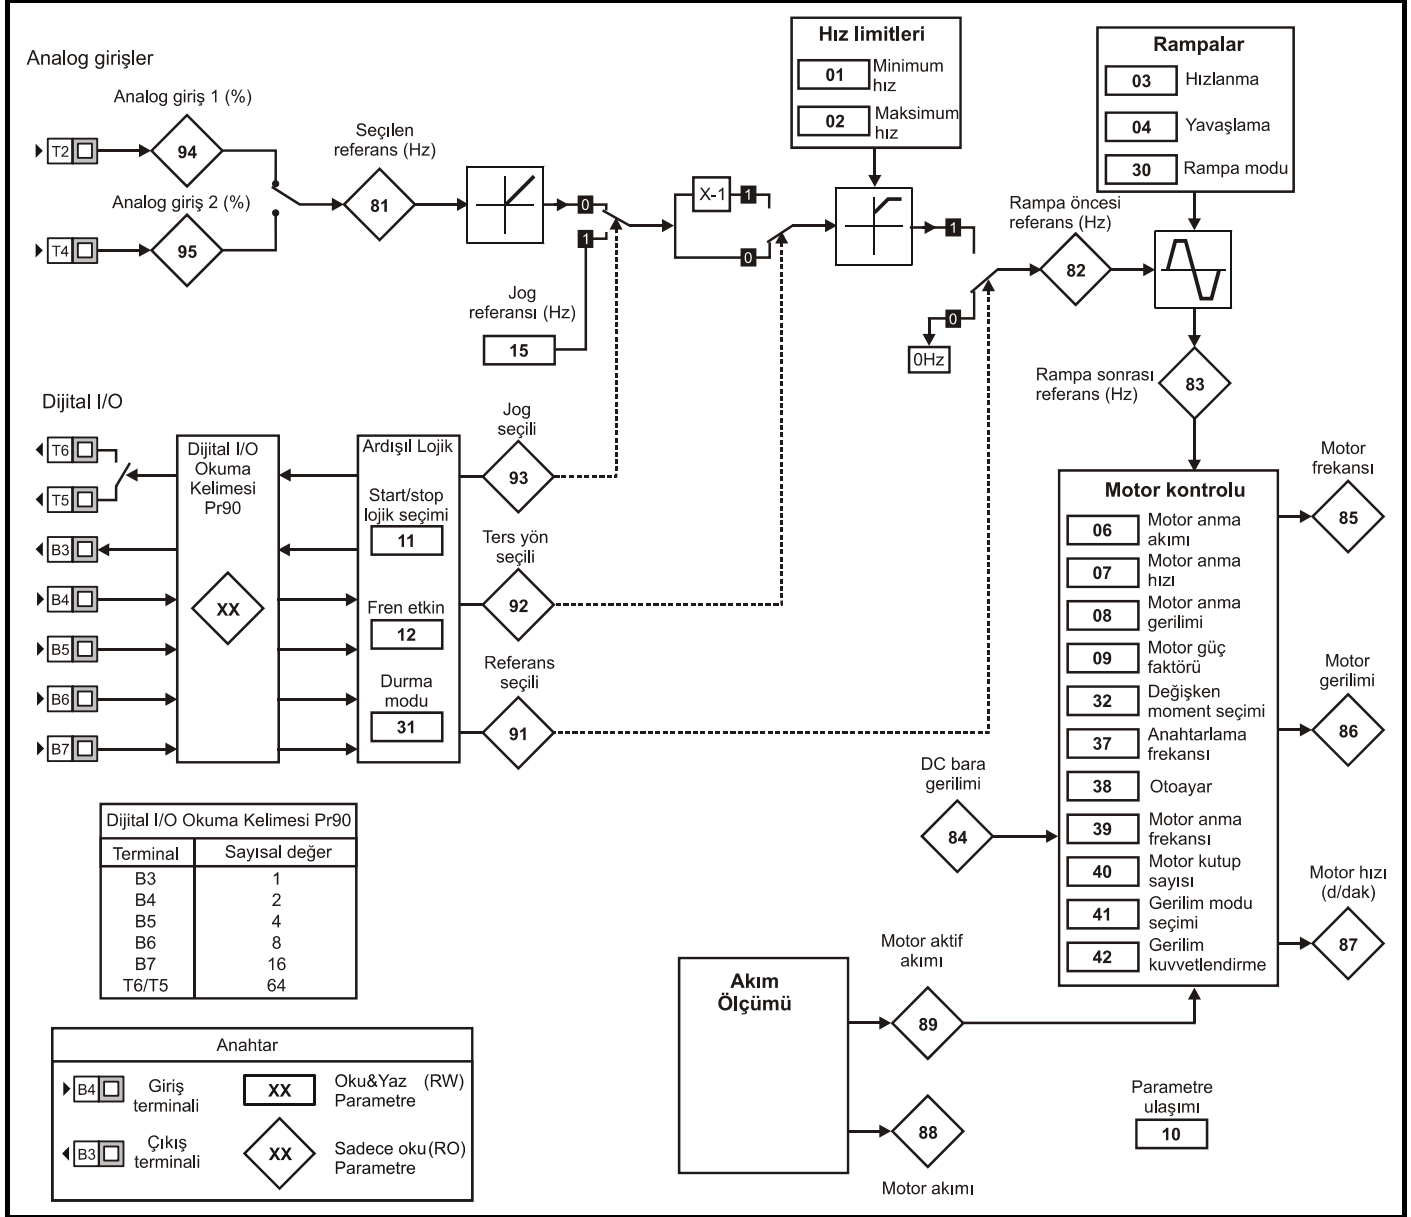 Analog girişler
Analog giriş 1 (%)
T2
94
Analog giriş 2 (%)
T4
95
Seçılen
referans (Hz)
81
0
1
Jog
referansı (Hz)
15
X-1
1
0
Hız limitleri
01
Minimum
hız
02
Maksimum
hız
1
0
0Hz
Rampalar
03
Hızlanma
04
Yavaşlama
30
Rampa modu
Rampa öncesi
referans (Hz)
82
Rampa sonrası
referans (Hz)
83
Dijital I/O
T6
T5
B3
B4
B5
B6
B7
Dijital I/O
Okuma
Kelimesi
Pr90
XX
Ardışıl Lojik
Start/stop
lojik seçimi
11
Fren etkin
12
Durma
modu
31
Jog
seçili
93
Ters yön
seçili
92
Referans
seçili
91
Motor kontrolu
06
Motor anma
akımı
07
Motor anma
hızı
08
Motor anma
gerilimi
09
Motor güç
faktörü
32
Değişken
moment seçimi
37
Anahtarlama
frekansı
38
Otoayar
39
Motor anma
frekansı
40
Motor kutup
sayısı
41
Gerilim modu
seçimi
42
Gerilim
kuvvetlendirme
Motor
frekansı
85
Motor
gerilimi
86
Motor hızı
(d/dak)
87
DC bara
gerilimi
84
Dijital I/O Okuma Kelimesi Pr90
Terminal Sayısal değer
B3 1
B4 2
B5 4
B6 8
B7 16
T6/T5 64
Akım
Ölçümü
Motor aktif
akımı
89
88
Motor akımı
Parametre
ulaşımı
10
Anahtar
B4
Giriş
terminali
XX
Oku&Yaz (RW)
Parametre
B3
Çıkış
terminali
XX
Sadece oku(RO)
Parametre